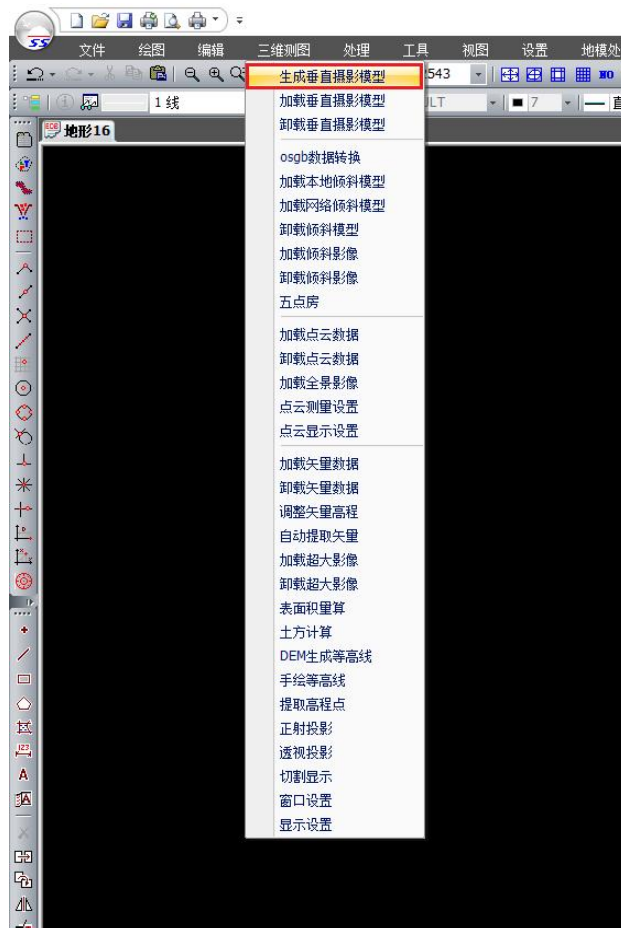 SS
文件 绘图 编辑 三维测图 处理 工具 视图 设置 地模处
543 NO
1 线 7 直
地形16
生成垂直摄影模型
加载垂直摄影模型
卸载垂直摄影模型
osgb数据转换
加载本地倾斜模型
加载网络倾斜模型
卸载倾斜模型
加载倾斜影像
卸载倾斜影像
五点房
加载点云数据
卸载点云数据
加载全景影像
点云测量设置
点云显示设置
加载矢量数据
卸载矢量数据
调整矢量高程
自动提取矢量
加载超大影像
卸载超大影像
表面积量算
土方计算
DEM生成等高线
手绘等高线
提取高程点
正射投影
透视投影
切割显示
窗口设置
显示设置
123
A